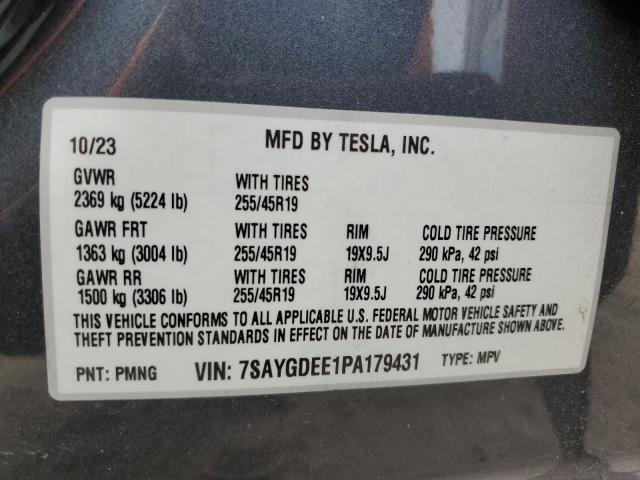 10/23 MFD BY TESLA, INC.
GVWR WITH TIRES
2369 kg (5224 lb) 255/45R19
GAWR FRT WITH TIRES RIM COLD TIRE PRESSURE
1363 kg (3004 lb) 255/45R19 19X9.5J 290 kPa, 42 psi
GAWR RR WITH TIRES RIM COLD TIRE PRESSURE
1500 kg (3306 lb) 255/45R19 19X9.5J 290 kPa, 42 psi
THIS VEHICLE CONFORMS TO ALL APPLICABLE U.S. FEDERAL MOTOR VEHICLE SAFETY AND
THEFT PREVENTION STANDARDS IN EFFECT ON THE DATE OF MANUFACTURE SHOWN ABOVE.
PNT: PMNG VIN: 7SAYGDEE1PA179431 TYPE: MPV